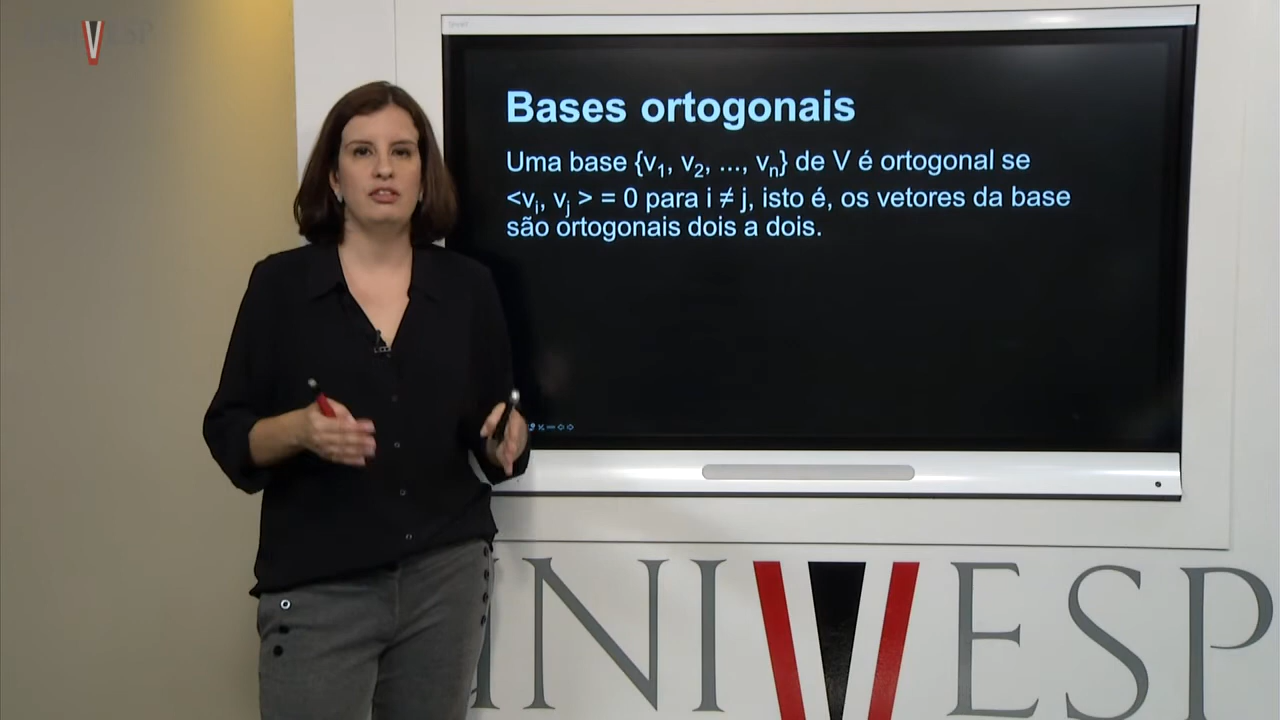 UNIVESP
Bases ortogonais
Uma base {v1, v2, ..., vn} de V é ortogonal se
<vi, vj > = 0 para i ≠ j, isto é, os vetores da base
são ortogonais dois a dois.
UNIVESP